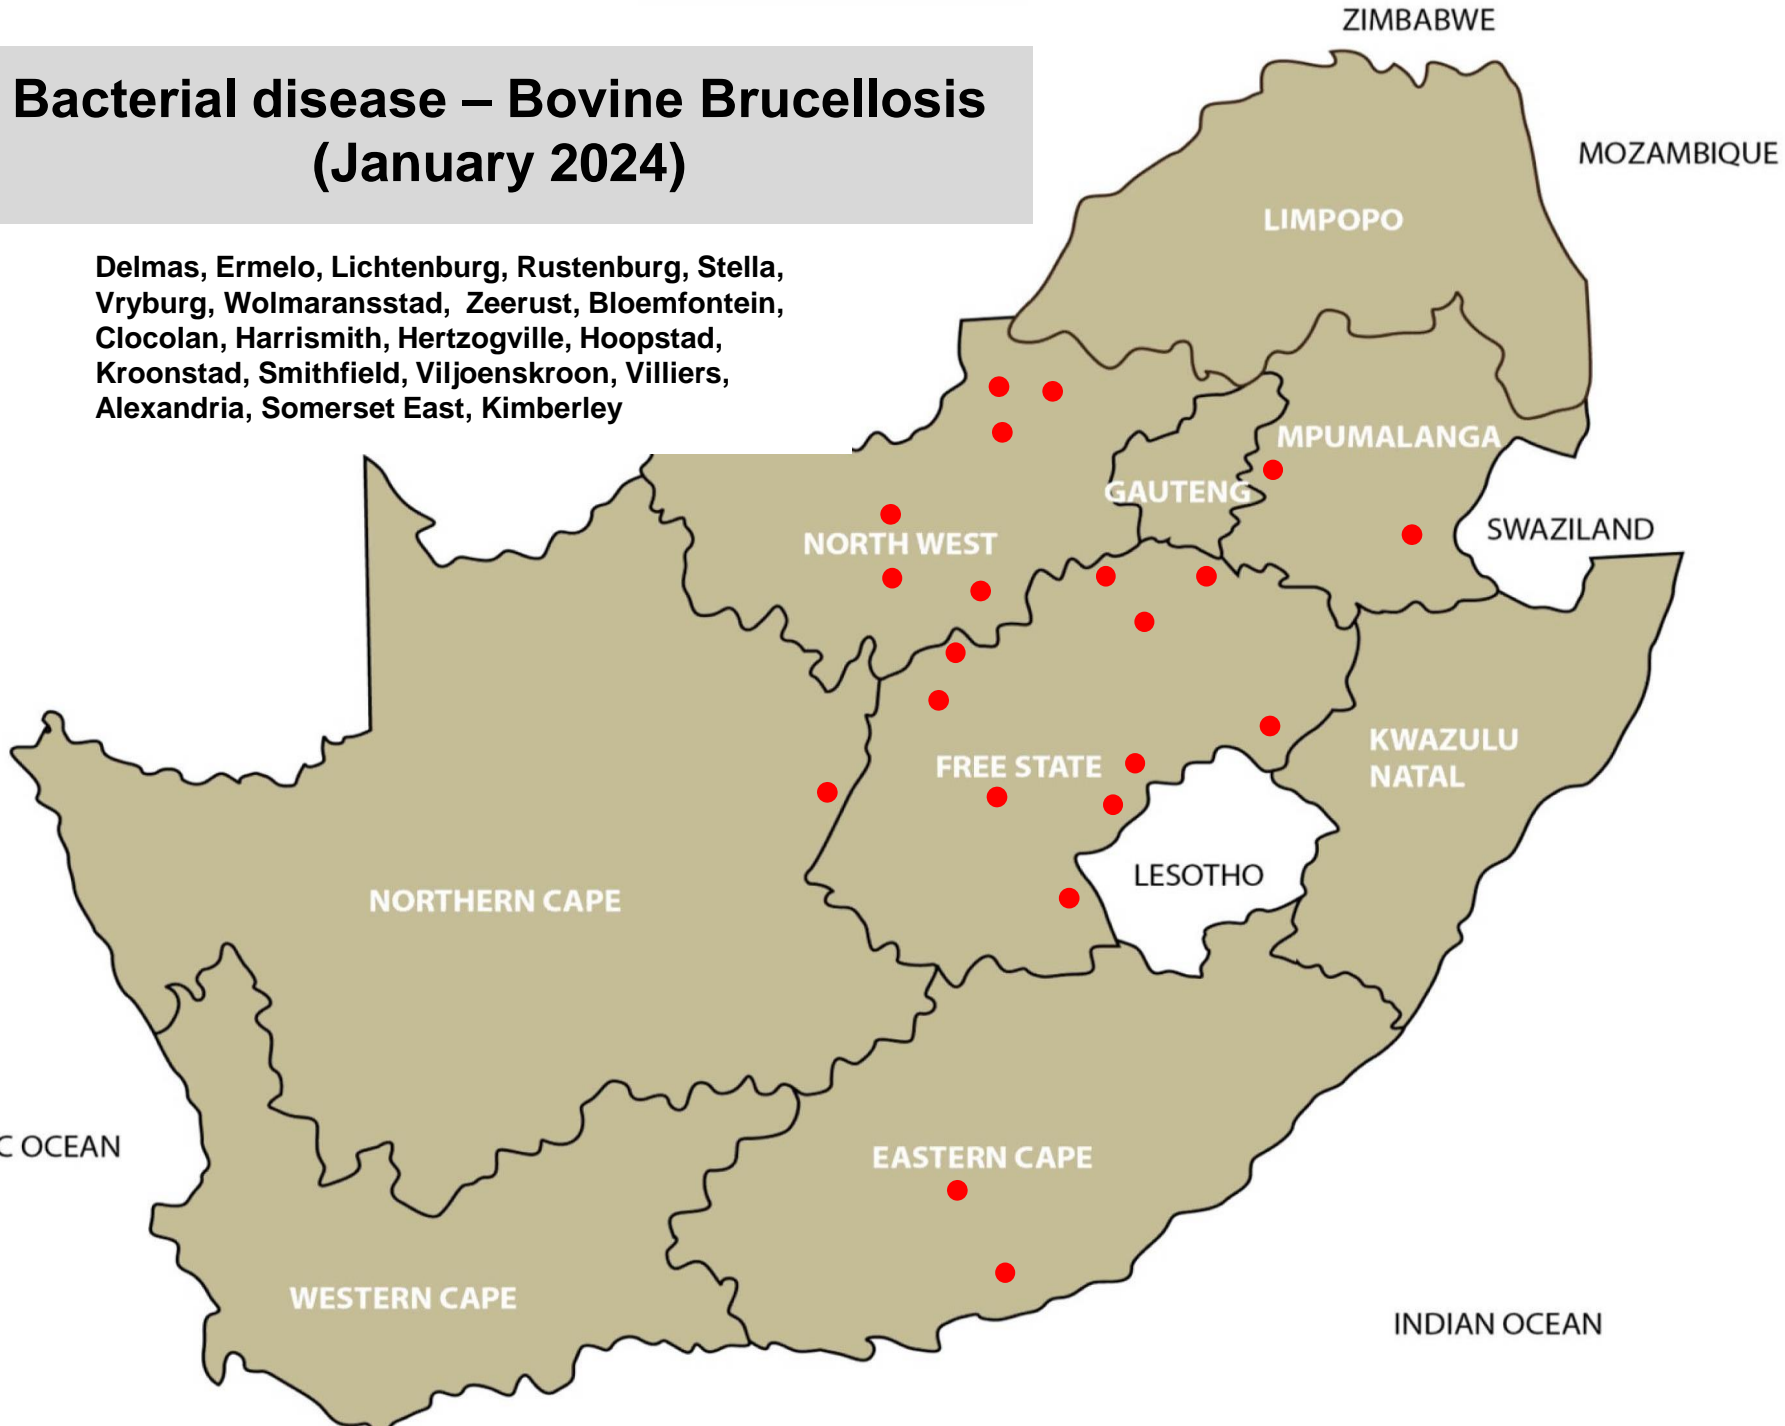 ZIMBABWE
Bacterial disease – Bovine Brucellosis
(January 2024)
MOZAMBIQUE
LIMPOPO
Delmas, Ermelo, Lichtenburg, Rustenburg, Stella,
Vryburg, Wolmaransstad, Zeerust, Bloemfontein,
Clocolan, Harrismith, Hertzogville, Hoopstad,
Kroonstad, Smithfield, Viljoenskroon, Villiers,
Alexandria, Somerset East, Kimberley
MPUMALANGA
GAUTENG
SWAZILAND
NORTH WEST
KWAZULU
NATAL
FREE STATE
LESOTHO
NORTHERN CAPE
C OCEAN
EASTERN CAPE
WESTERN CAPE
INDIAN OCEAN